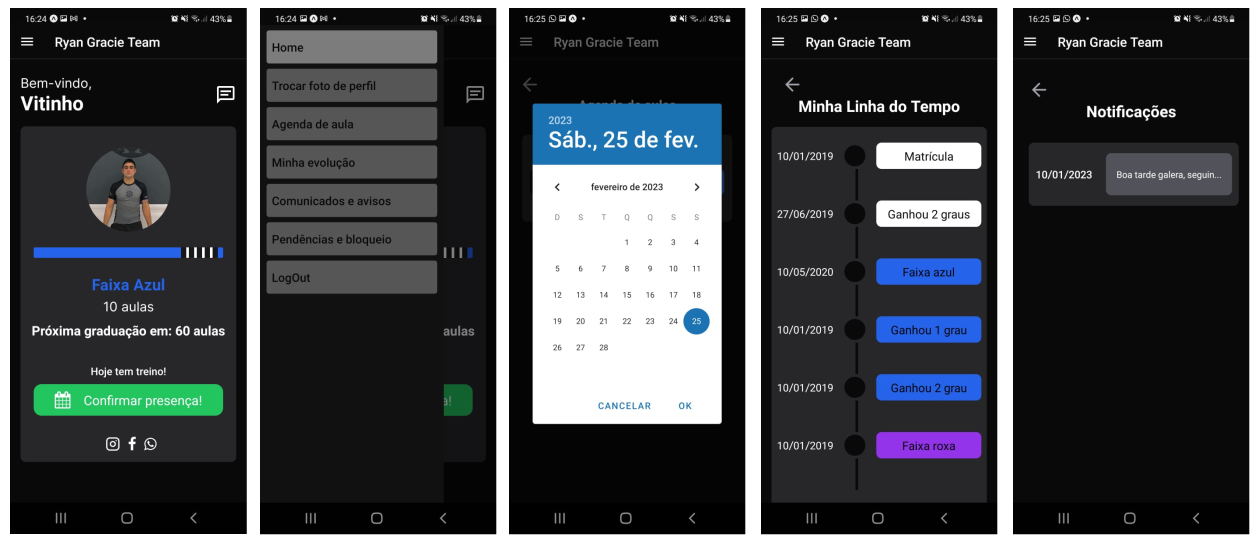 16:24 43%
Ryan Gracie Team
Bem-vindo,
Vitinho
Faixa Azul
10 aulas
Próxima graduação em: 60 aulas
Hoje tem treino!
Confirmar presença!
16:24 43%
Home
Trocar foto de perfil
Agenda de aula
Minha evolução
Comunicados e avisos
Pendências e bloqueio
LogOut
aulas
a!
16:25 43%
Ryan Gracie Team
Agenda de aulas
2023
Sáb., 25 de fev.
fevereiro de 2023
D S T Q Q S S
1 2 3 4
5 6 7 8 9 10 11
12 13 14 15 16 17 18
19 20 21 22 23 24 25
26 27 28
CANCELAR OK
16:25 43%
Ryan Gracie Team
Minha Linha do Tempo
10/01/2019 Matrícula
27/06/2019 Ganhou 2 graus
10/05/2020 Faixa azul
10/01/2019 Ganhou 1 grau
10/01/2019 Ganhou 2 grau
10/01/2019 Faixa roxa
16:25 43%
Ryan Gracie Team
Notificações
10/01/2023 Boa tarde galera, seguin...